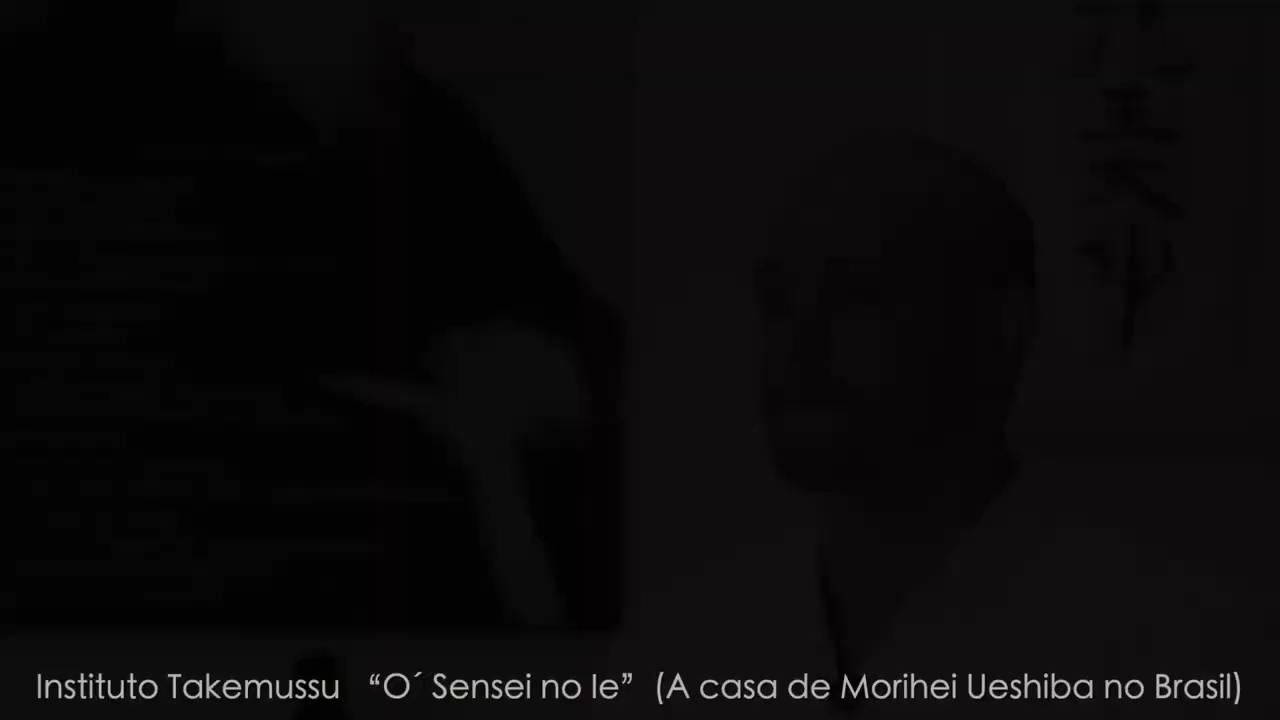 Instituto Takemussu “O´ Sensei no Ie” (A casa de Morihei Ueshiba no Brasil)